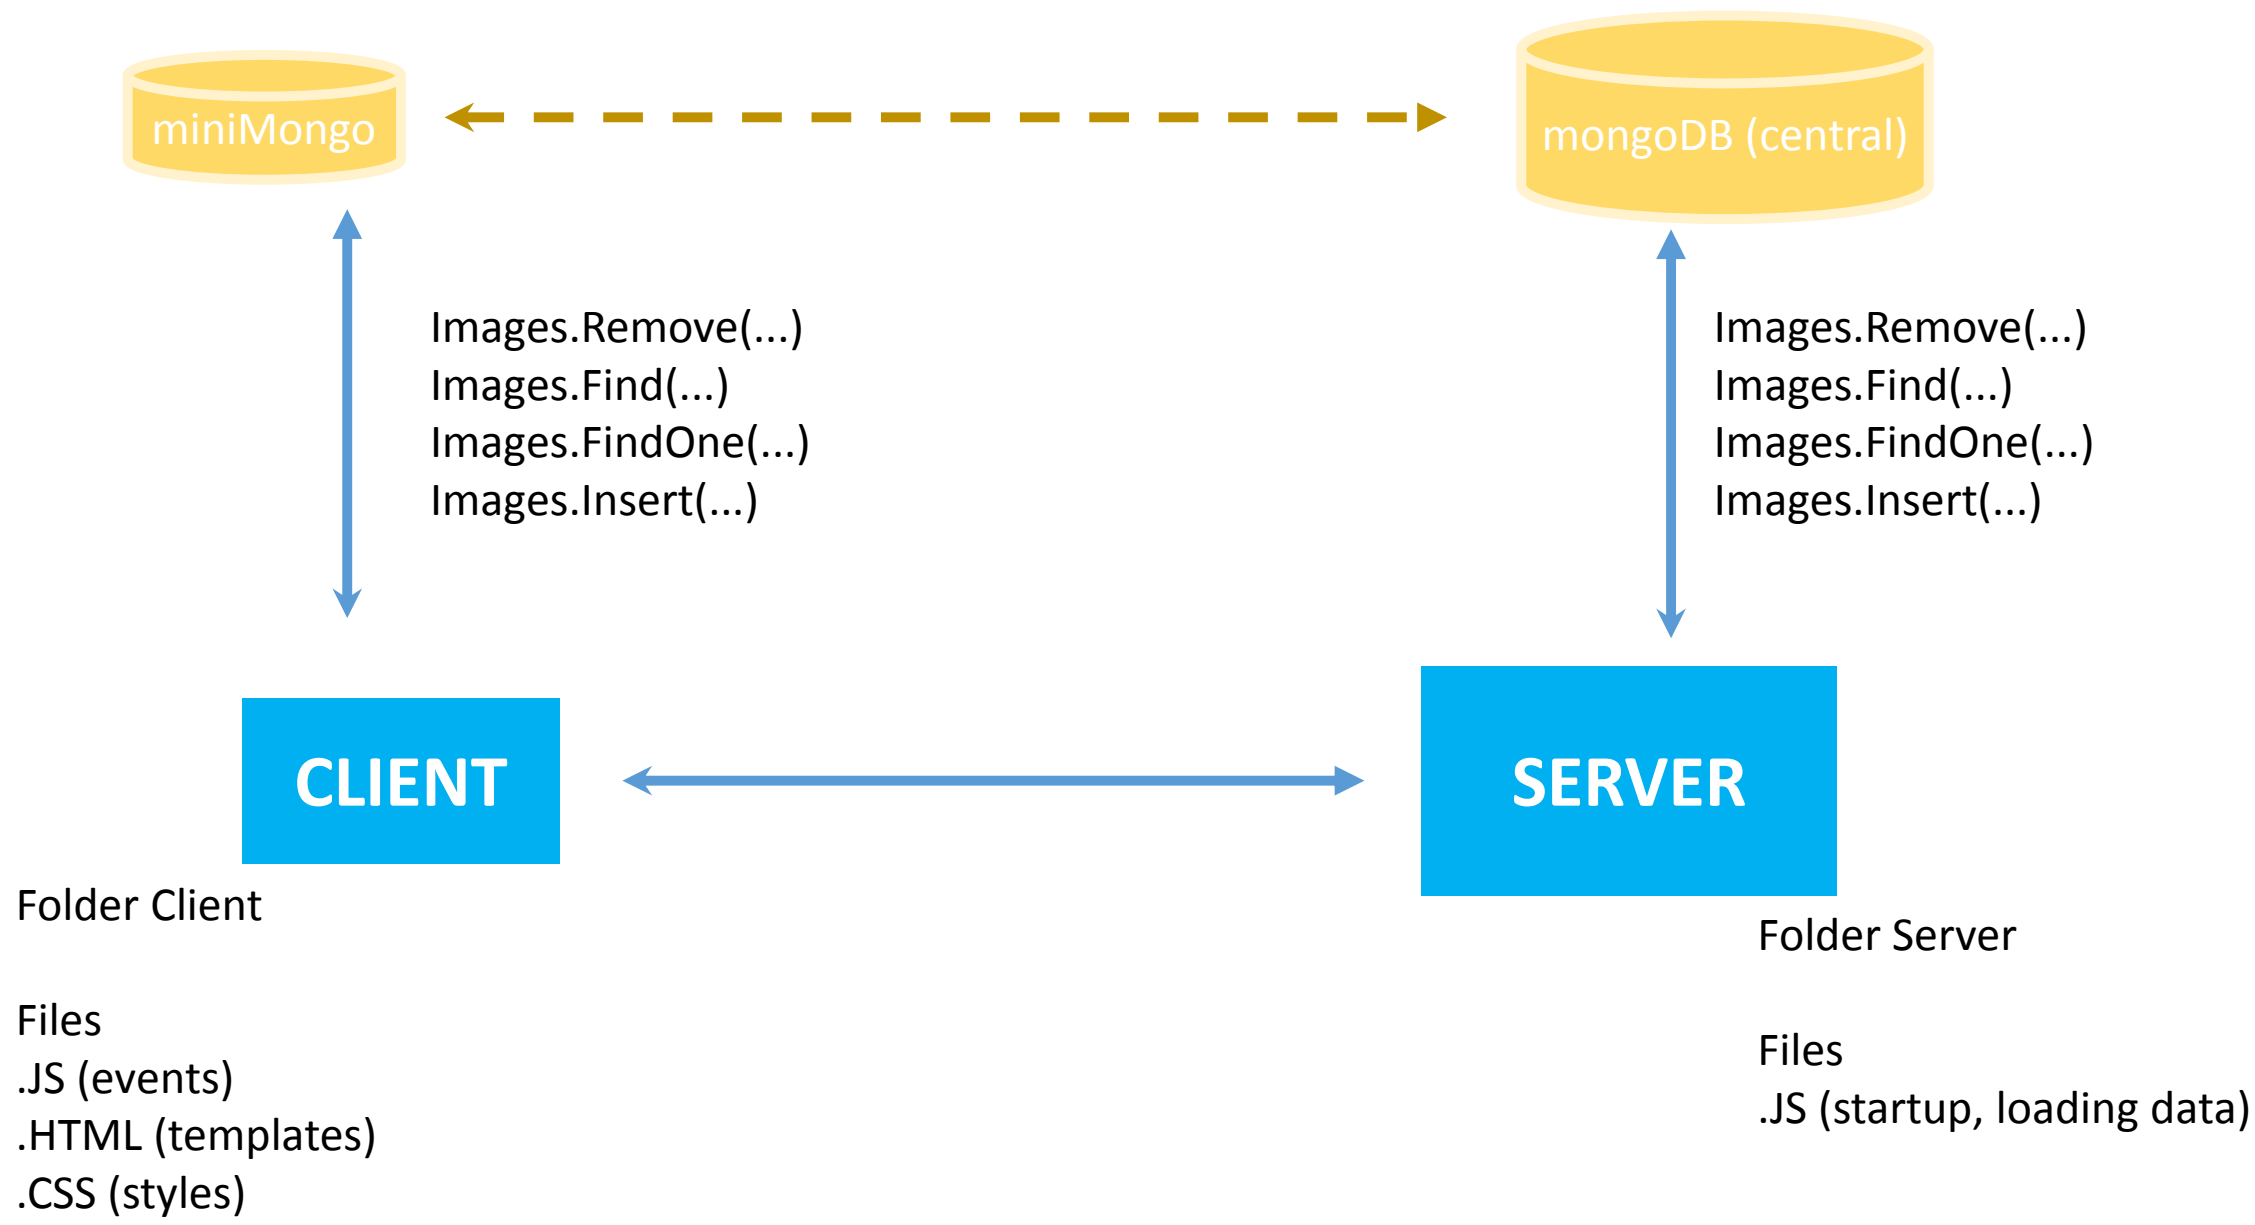 miniMongo
mongoDB (central)
Images.Remove(...)
Images.Find(...)
Images.FindOne(...)
Images.Insert(...)
Images.Remove(...)
Images.Find(...)
Images.FindOne(...)
Images.Insert(...)
CLIENT
SERVER
Folder Client
Files
.JS (events)
.HTML (templates)
.CSS (styles)
Folder Server
Files
.JS (startup, loading data)